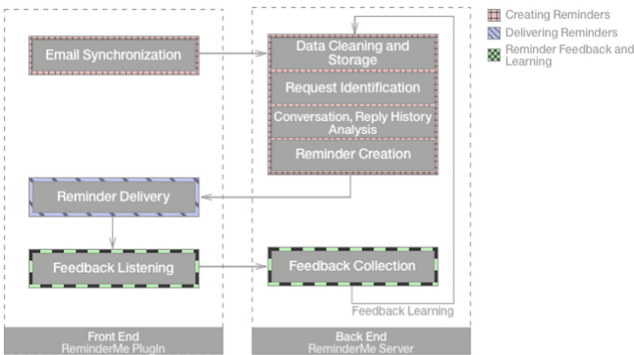 Email Synchronization
Data Cleaning and
Storage
Request Identification
Conversation, Reply History
Analysis
Reminder Creation
Reminder Delivery
Feedback Listening
Feedback Collection
Feedback Learning
Front End
ReminderMe PlugIn
Back End
ReminderMe Server
Creating Reminders
Delivering Reminders
Reminder Feedback and
Learning